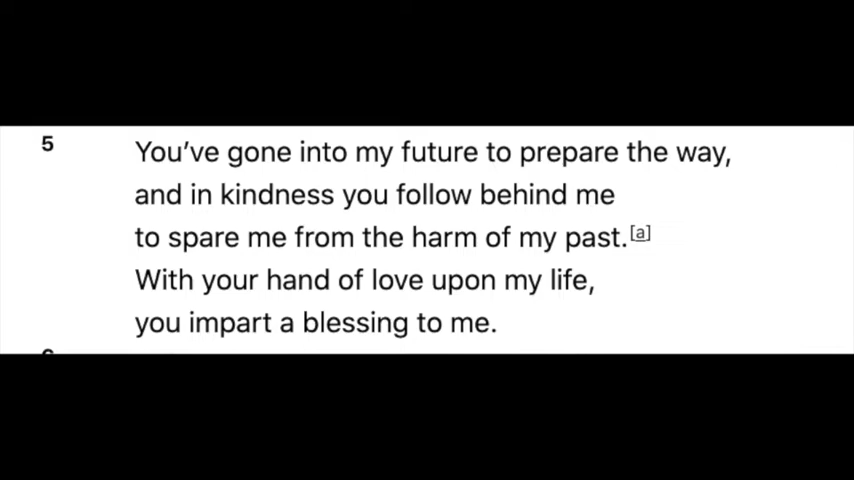 5 You’ve gone into my future to prepare the way,
and in kindness you follow behind me
to spare me from the harm of my past.[a]
With your hand of love upon my life,
you impart a blessing to me.